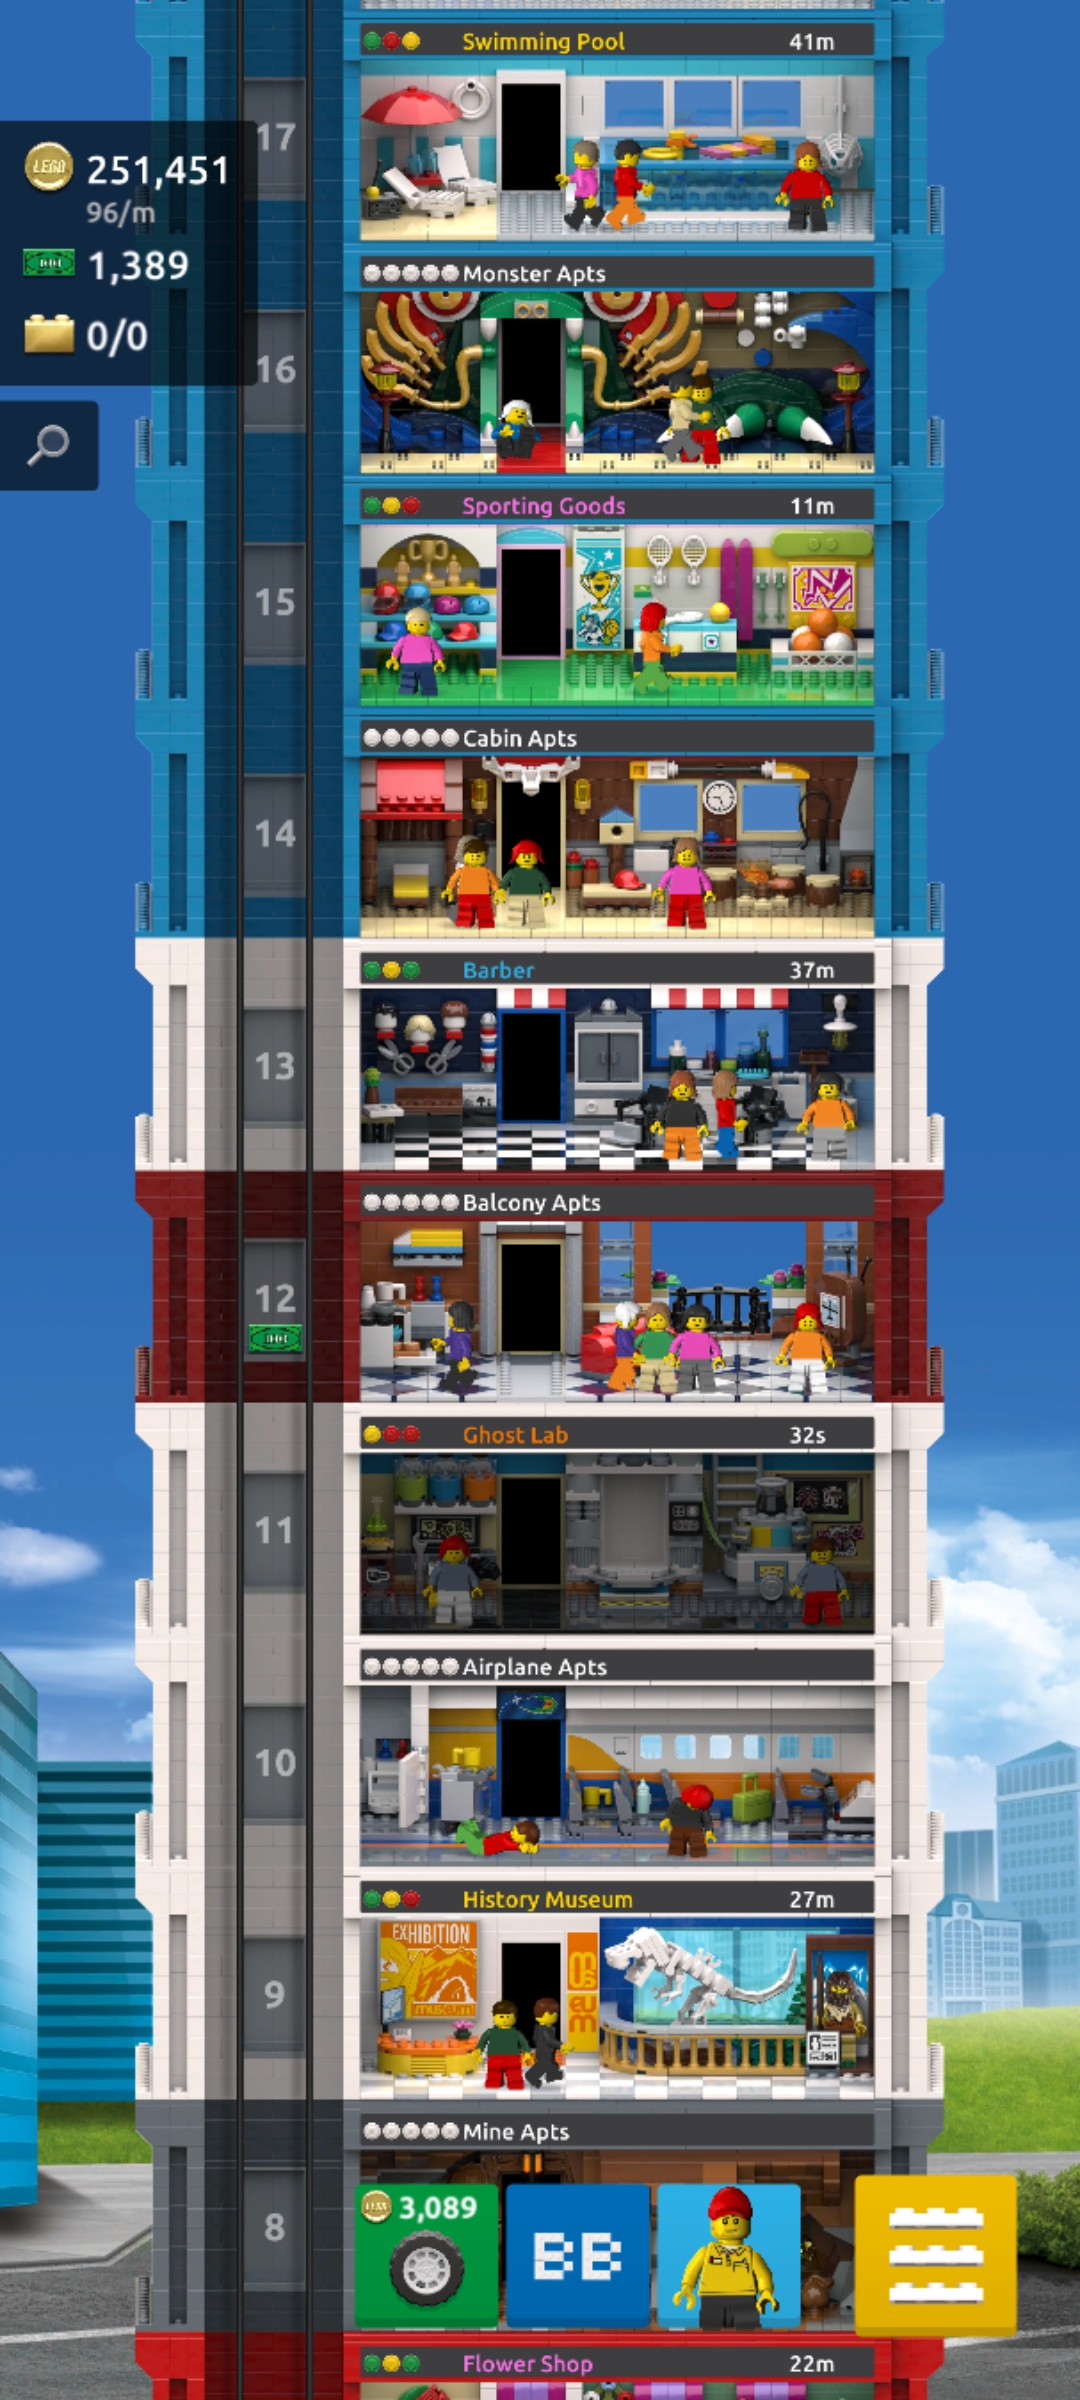 Swimming Pool 41m
17
LEGO 251,451
96/m
1,389
0/0
Monster Apts
16
Sporting Goods 11m
15
Cabin Apts
14
Barber 37m
13
Balcony Apts
12
Ghost Lab 32s
11
Airplane Apts
10
History Museum 27m
EXHIBITION
museum
MUSEUM
9
Mine Apts
8
3,089
BB
Flower Shop 22m